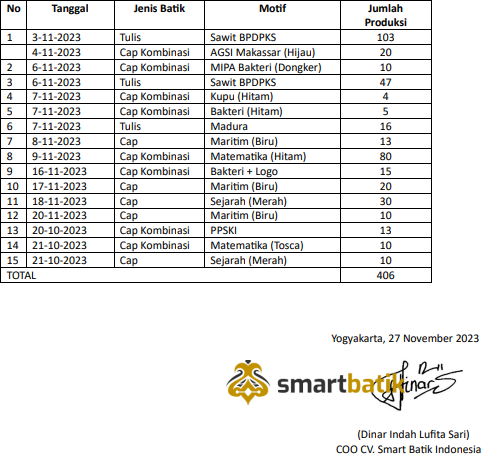 No Tanggal Jenis Batik Motif Jumlah Produksi
1 3-11-2023 Tulis Sawit BPDPKS 103
4-11-2023 Cap Kombinasi AGSI Makassar (Hijau) 20
2 6-11-2023 Cap Kombinasi MIPA Bakteri (Dongker) 10
3 6-11-2023 Tulis Sawit BPDPKS 47
4 7-11-2023 Cap Kombinasi Kupu (Hitam) 4
5 7-11-2023 Cap Kombinasi Bakteri (Hitam) 5
6 7-11-2023 Tulis Madura 16
7 8-11-2023 Cap Maritim (Biru) 13
8 9-11-2023 Cap Kombinasi Matematika (Hitam) 80
9 16-11-2023 Cap Kombinasi Bakteri + Logo 15
10 17-11-2023 Cap Maritim (Biru) 20
11 18-11-2023 Cap Sejarah (Merah) 30
12 20-11-2023 Cap Maritim (Biru) 10
13 20-10-2023 Cap Kombinasi PPSKI 13
14 21-10-2023 Cap Kombinasi Matematika (Tosca) 10
15 21-10-2023 Cap Sejarah (Merah) 10
TOTAL 406
Yogyakarta, 27 November 2023
smartbatik
(Dinar Indah Lufita Sari)
COO CV. Smart Batik Indonesia